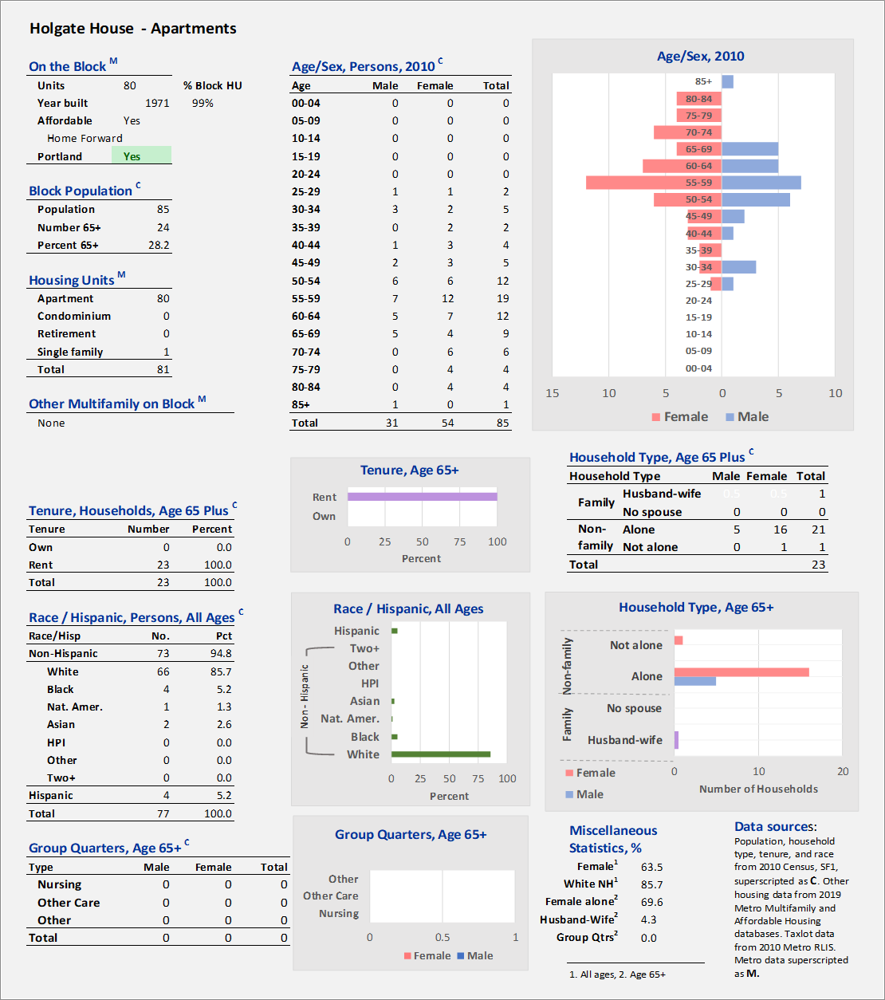 Holgate House - Apartments
On the Block M
Units 80 % Block HU
Year built 1971 99%
Affordable Yes
Home Forward
Portland Yes
Block Population C
Population 85
Number 65+ 24
Percent 65+ 28.2
Housing Units M
Apartment 80
Condominium 0
Retirement 0
Single family 1
Total 81
Other Multifamily on Block M
None
Age/Sex, Persons, 2010 C
Age Male Female Total
00-04 0 0 0
05-09 0 0 0
10-14 0 0 0
15-19 0 0 0
20-24 0 0 0
25-29 1 1 2
30-34 3 2 5
35-39 0 2 2
40-44 1 3 4
45-49 2 3 5
50-54 6 6 12
55-59 7 12 19
60-64 5 7 12
65-69 5 4 9
70-74 0 6 6
75-79 0 4 4
80-84 0 4 4
85+ 1 0 1
Total 31 54 85
Age/Sex, 2010
85+
80-84
75-79
70-74
65-69
60-64
55-59
50-54
45-49
40-44
35-39
30-34
25-29
20-24
15-19
10-14
05-09
00-04
15 10 5 0 5 10
Female Male
Tenure, Households, Age 65 Plus C
Tenure Number Percent
Own 0 0.0
Rent 23 100.0
Total 23 100.0
Tenure, Age 65+
Rent
Own
0 25 50 75 100
Percent
Household Type, Age 65 Plus C
Household Type Male Female Total
Family Husband-wife 0.5 0.5 1
No spouse 0 0 0
Non-family Alone 5 16 21
Not alone 0 1 1
Total 23
Race / Hispanic, Persons, All Ages C
Race/Hisp No. Pct
Non-Hispanic 73 94.8
White 66 85.7
Black 4 5.2
Nat. Amer. 1 1.3
Asian 2 2.6
HPI 0 0.0
Other 0 0.0
Two+ 0 0.0
Hispanic 4 5.2
Total 77 100.0
Race / Hispanic, All Ages
Hispanic
Two+
Other
HPI
Asian
Nat. Amer.
Black
White
Non - Hispanic
0 25 50 75 100
Percent
Household Type, Age 65+
Non-family
Not alone
Alone
Family
No spouse
Husband-wife
0 10 20
Number of Households
Female
Male
Group Quarters, Age 65+ C
Type Male Female Total
Nursing 0 0 0
Other Care 0 0 0
Other 0 0 0
Total 0 0 0
Group Quarters, Age 65+
Other
Other Care
Nursing
0 0.5 1
Female Male
Miscellaneous
Statistics, %
Female1 63.5
White NH1 85.7
Female alone2 69.6
Husband-Wife2 4.3
Group Qtrs2 0.0
1. All ages, 2. Age 65+
Data sources:
Population, household
type, tenure, and race
from 2010 Census, SF1,
superscripted as C. Other
housing data from 2019
Metro Multifamily and
Affordable Housing
databases. Taxlot data
from 2010 Metro RLIS.
Metro data superscripted
as M.